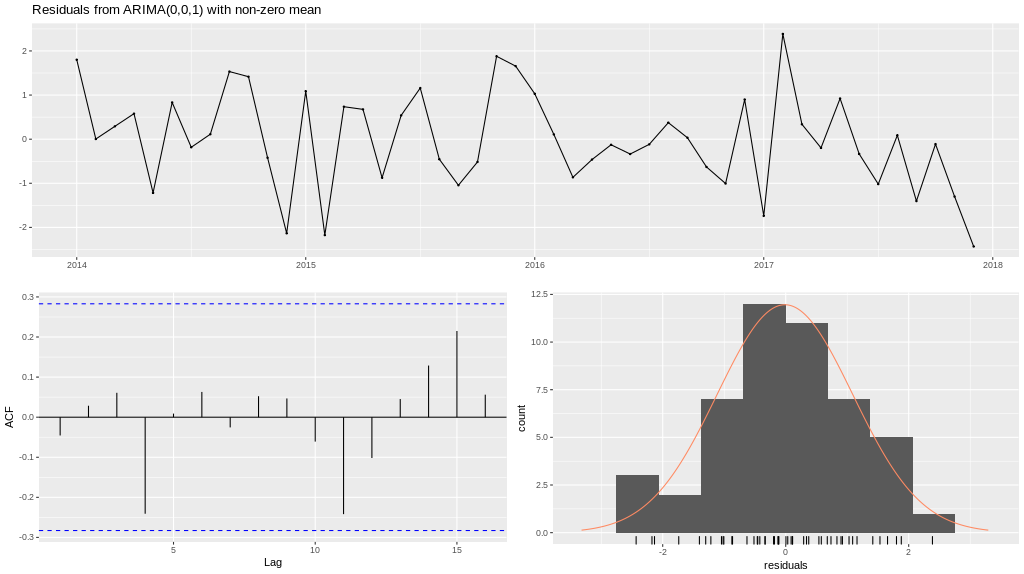 Residuals from ARIMA(0,0,1) with non-zero mean
2
1
0
-1
-2
2014 2015 2016 2017 2018
0.3
0.2
0.1
0.0
-0.1
-0.2
-0.3
ACF
5 10 15
Lag
12.5
10.0
7.5
5.0
2.5
0.0
count
-2 0 2
residuals